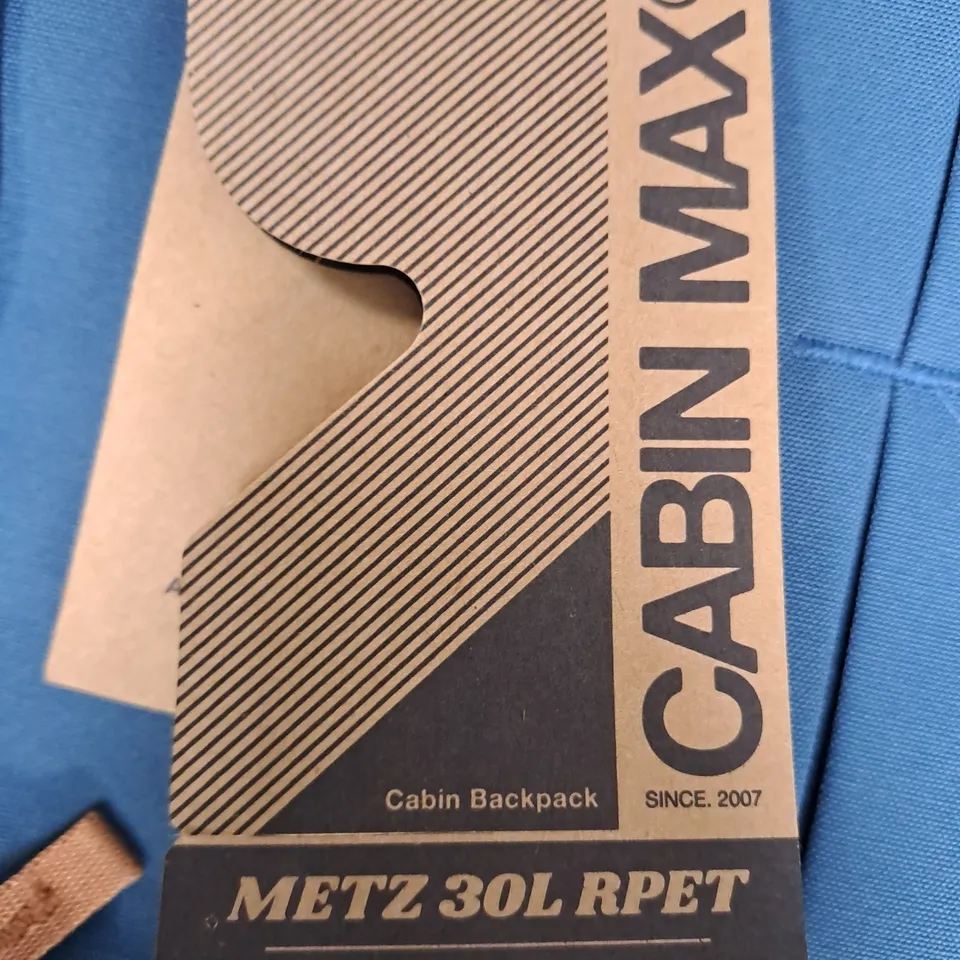 CABIN MAX®
SINCE. 2007
Cabin Backpack
METZ 30L RPET